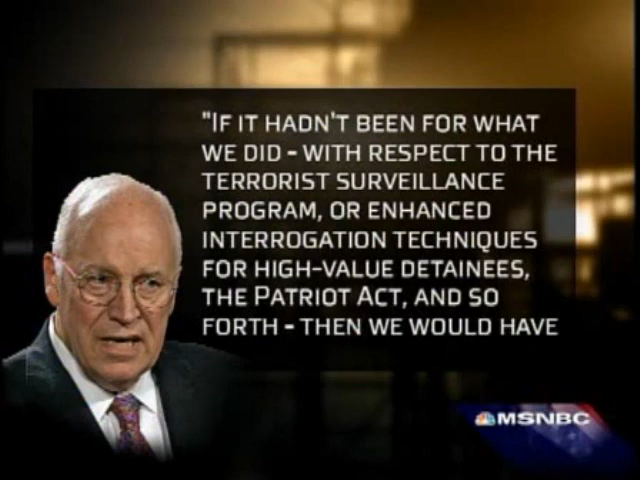 "IF IT HADN'T BEEN FOR WHAT
WE DID - WITH RESPECT TO THE
TERRORIST SURVEILLANCE
PROGRAM, OR ENHANCED
INTERROGATION TECHNIQUES
FOR HIGH-VALUE DETAINEES,
THE PATRIOT ACT, AND SO
FORTH - THEN WE WOULD HAVE
MSNBC